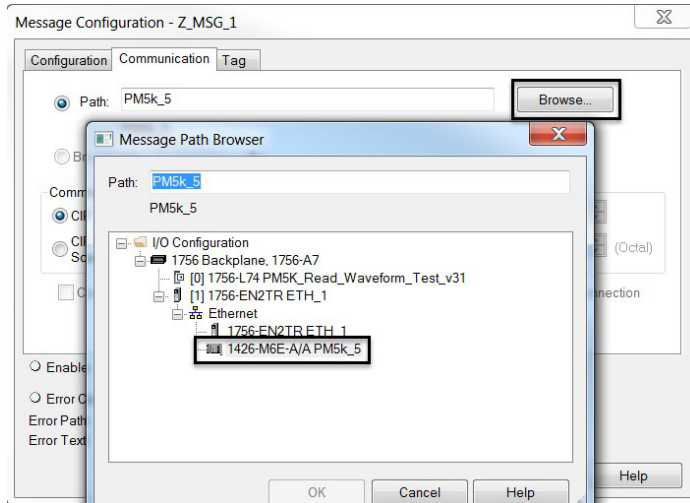 Message Configuration - Z_MSG_1
Configuration Communication Tag
Path: PM5k_5 Browse...
Message Path Browser
Path: PM5k_5
PM5k_5
I/O Configuration
1756 Backplane, 1756-A7
[0] 1756-L74 PM5K_Read_Waveform_Test_v31
[1] 1756-EN2TR ETH_1
Ethernet
1756-EN2TR ETH_1
1426-M6E-A/A PM5k_5
(Octal)
Enable
Error Path
Error Text
OK Cancel Help
Help